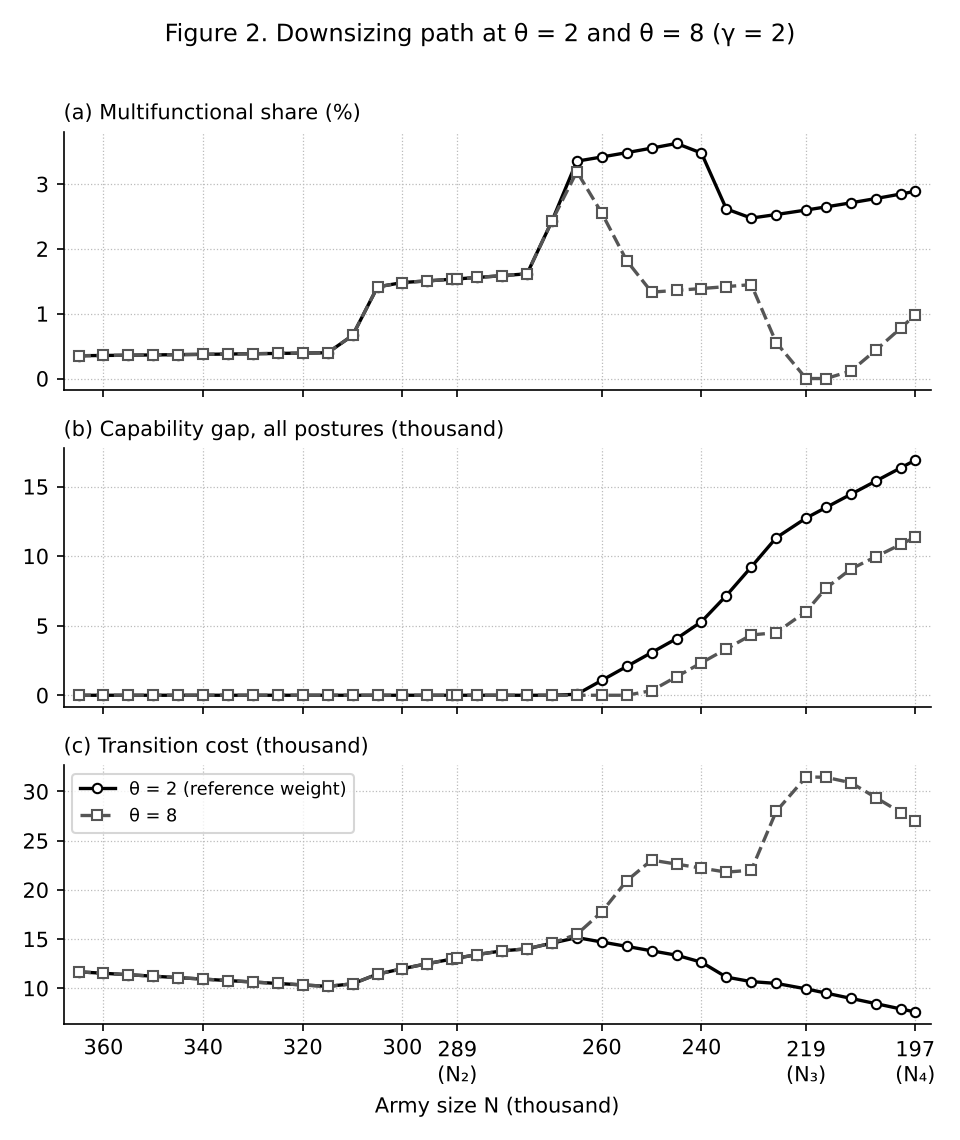 Figure 2. Downsizing path at θ = 2 and θ = 8 (γ = 2)
(a) Multifunctional share (%)
3
2
1
0
(b) Capability gap, all postures (thousand)
15
10
5
0
(c) Transition cost (thousand)
θ = 2 (reference weight)
θ = 8
30
25
20
15
10
360 340 320 300 289 260 240 219 197
(N₂) (N₃) (N₄)
Army size N (thousand)